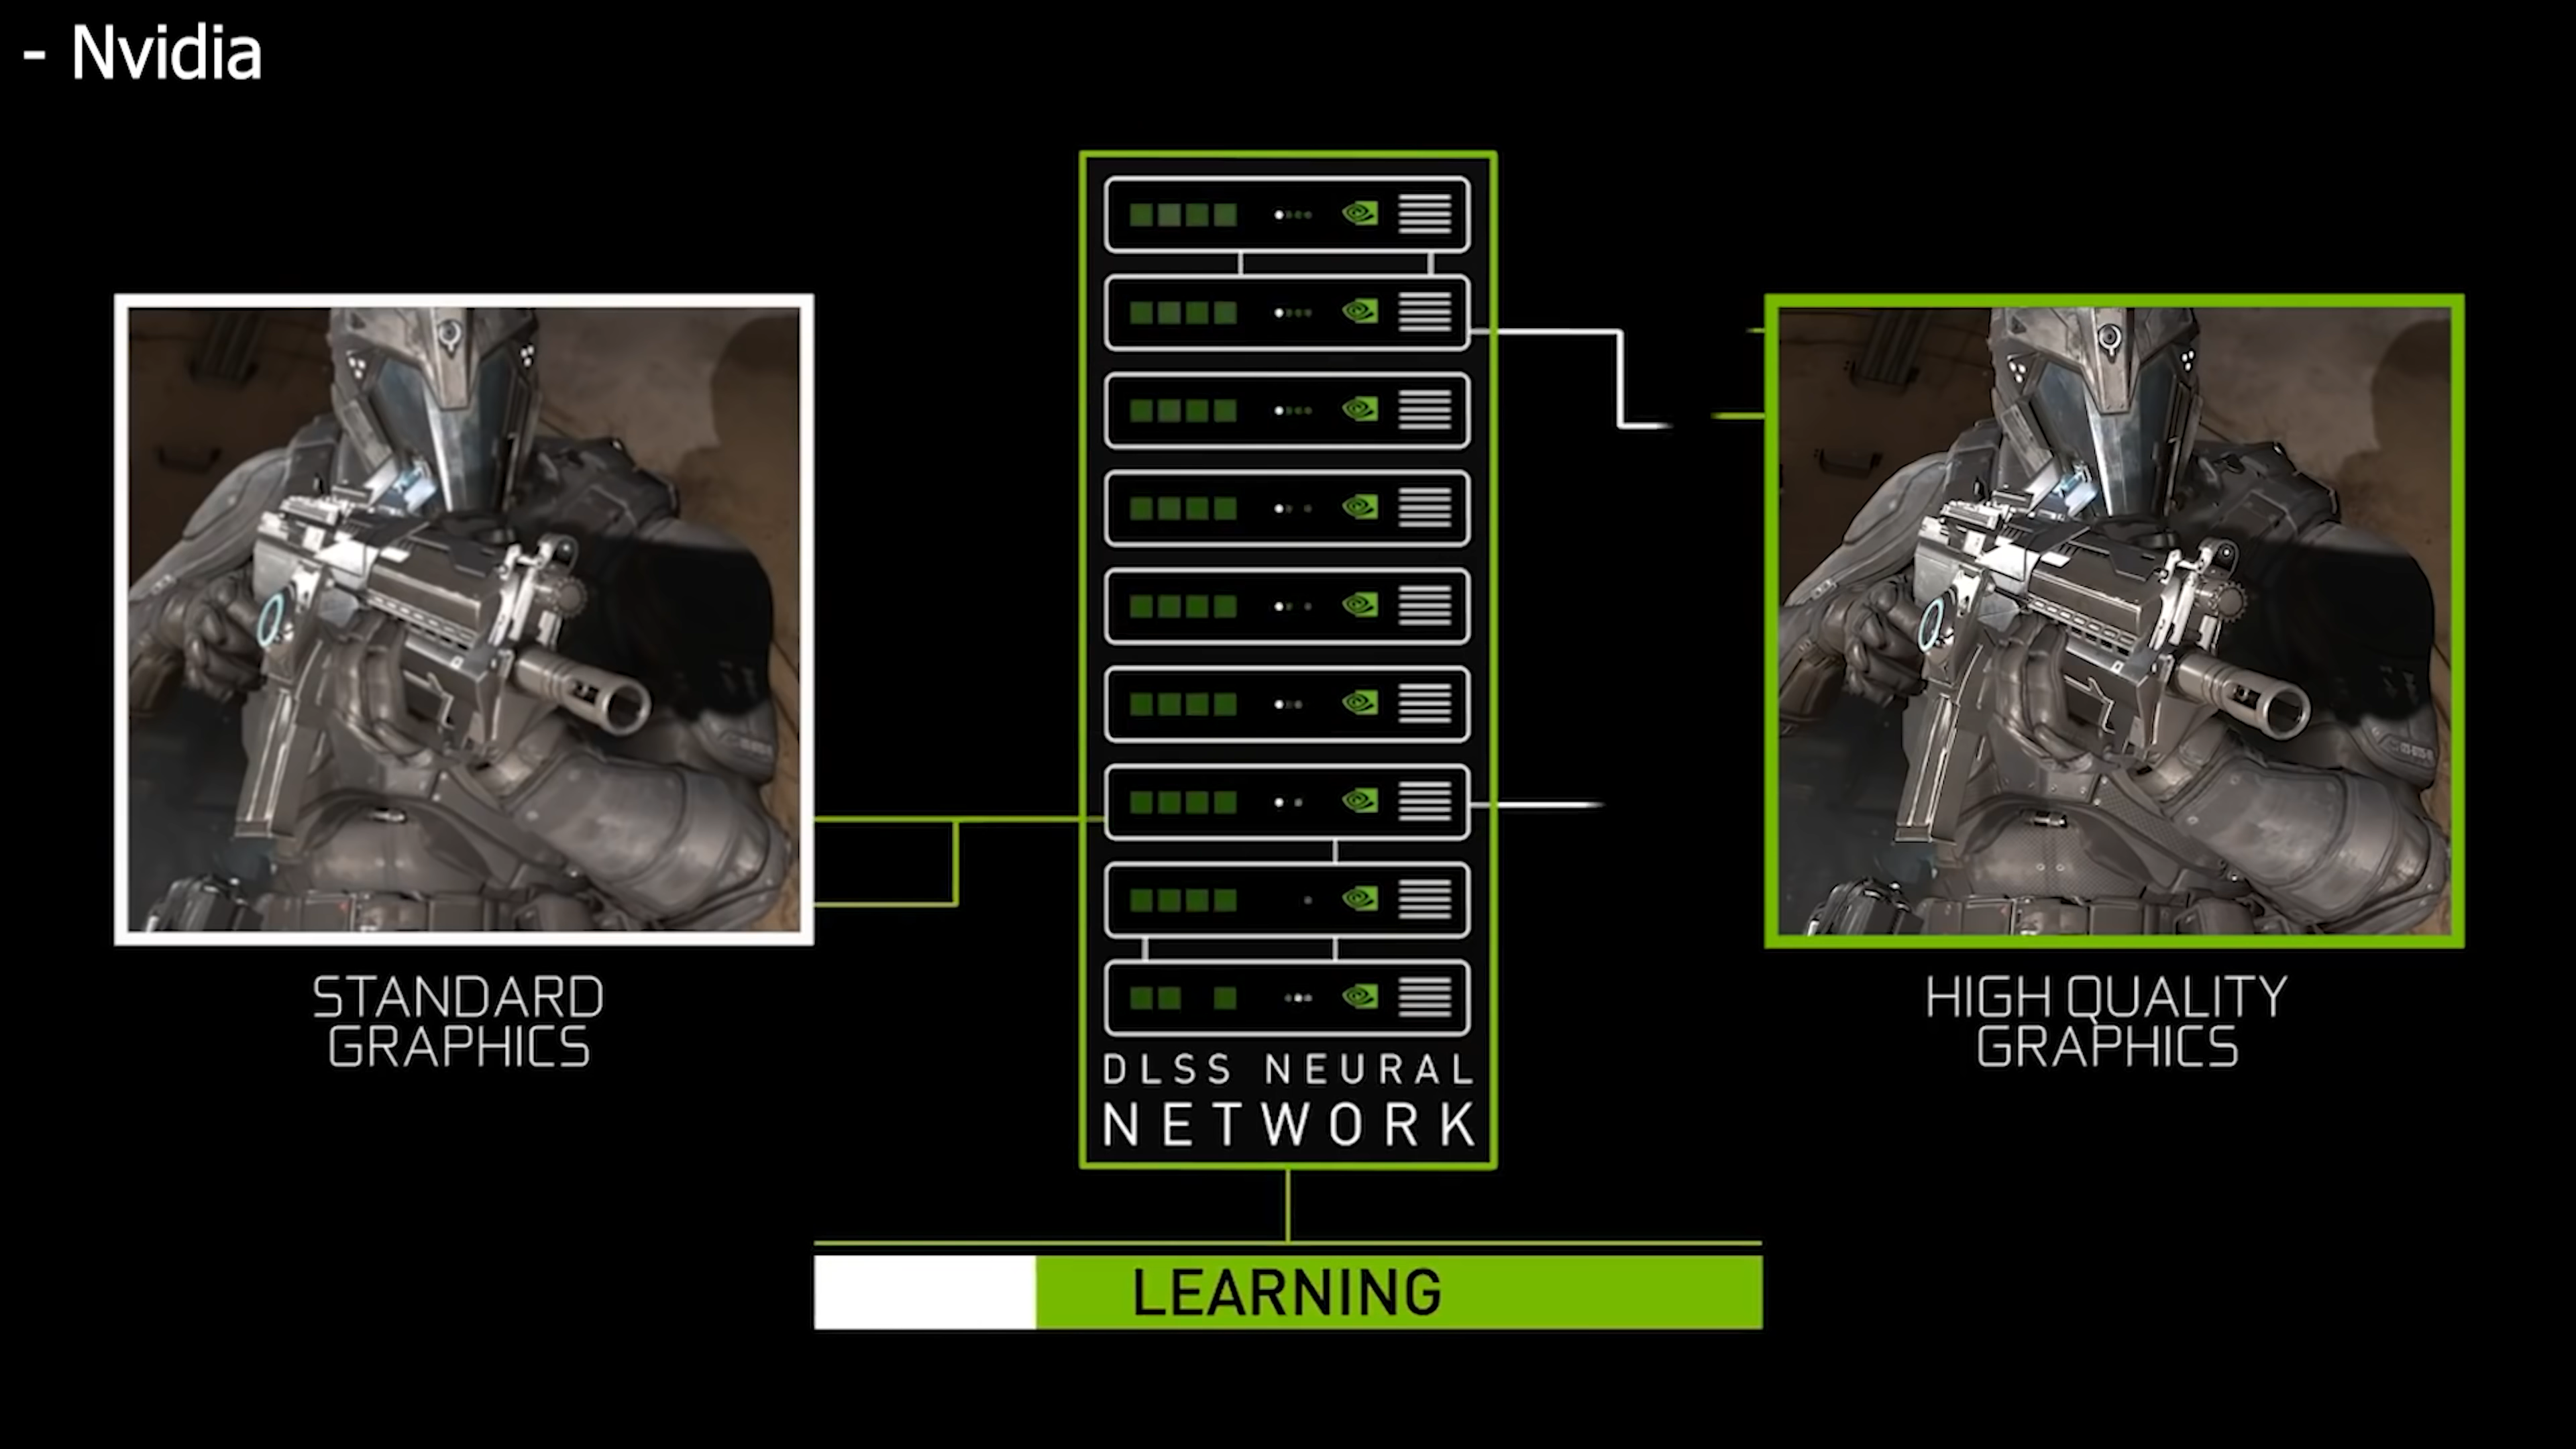 - Nvidia
STANDARD
GRAPHICS
DLSS NEURAL
NETWORK
HIGH QUALITY
GRAPHICS
LEARNING